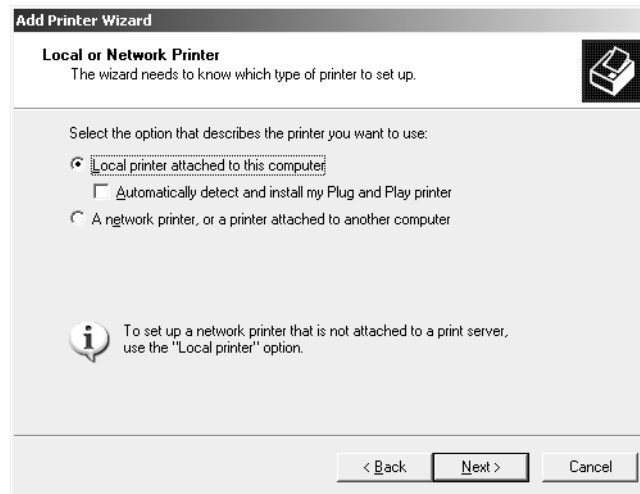 Add Printer Wizard
Local or Network Printer
The wizard needs to know which type of printer to set up.
Select the option that describes the printer you want to use:
Local printer attached to this computer
Automatically detect and install my Plug and Play printer
A network printer, or a printer attached to another computer
To set up a network printer that is not attached to a print server,
use the "Local printer" option.
< Back Next > Cancel